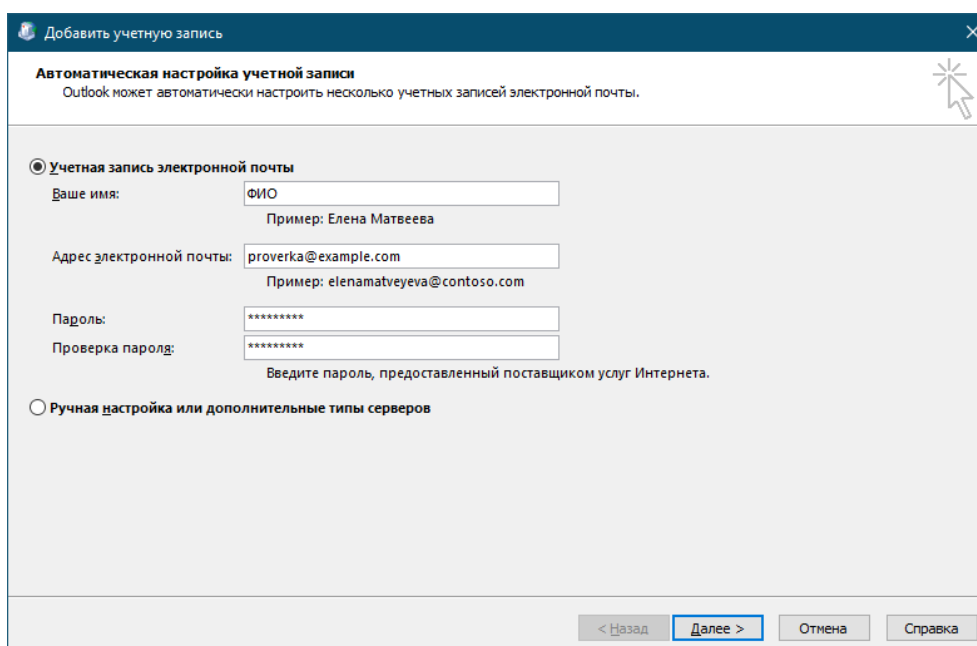 Добавить учетную запись
Автоматическая настройка учетной записи
Outlook может автоматически настроить несколько учетных записей электронной почты.
Учетная запись электронной почты
Ваше имя: ФИО
Пример: Елена Матвеева
Адрес электронной почты: proverka@example.com
Пример: elenamatveyeva@contoso.com
Пароль: *********
Проверка пароля: *********
Введите пароль, предоставленный поставщиком услуг Интернета.
Ручная настройка или дополнительные типы серверов
< Назад Далее > Отмена Справка